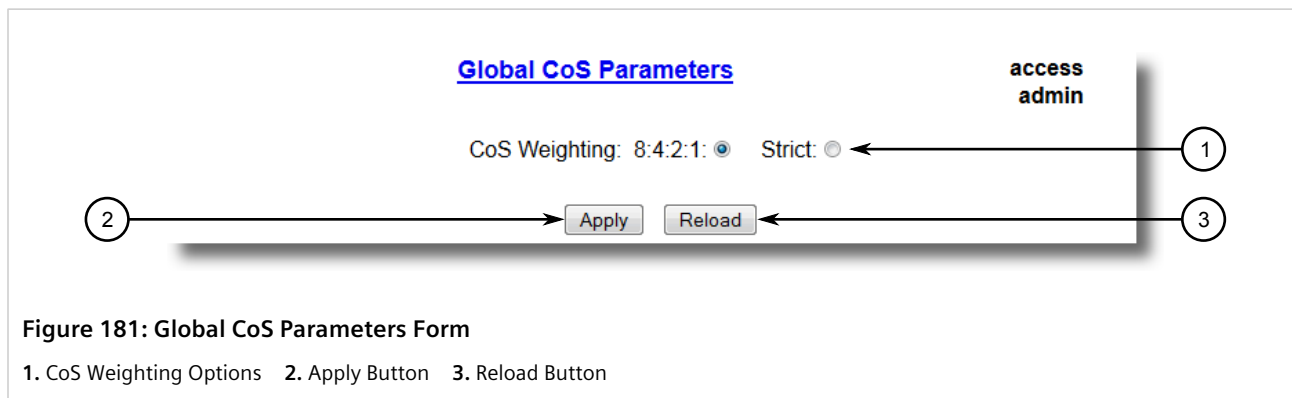 Global CoS Parameters
access
admin
CoS Weighting: 8:4:2:1: Strict:
1
2
Apply Reload
3
Figure 181: Global CoS Parameters Form
1. CoS Weighting Options 2. Apply Button 3. Reload Button